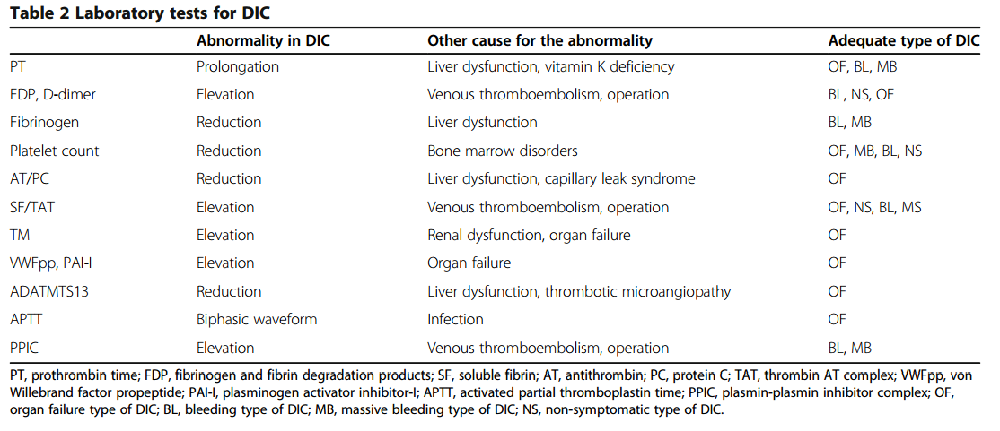 Table 2 Laboratory tests for DIC
Abnormality in DIC Other cause for the abnormality Adequate type of DIC
PT Prolongation Liver dysfunction, vitamin K deficiency OF, BL, MB
FDP, D-dimer Elevation Venous thromboembolism, operation BL, NS, OF
Fibrinogen Reduction Liver dysfunction BL, MB
Platelet count Reduction Bone marrow disorders OF, MB, BL, NS
AT/PC Reduction Liver dysfunction, capillary leak syndrome OF
SF/TAT Elevation Venous thromboembolism, operation OF, NS, BL, MS
TM Elevation Renal dysfunction, organ failure OF
VWFpp, PAI-I Elevation Organ failure OF
ADATMTS13 Reduction Liver dysfunction, thrombotic microangiopathy OF
APTT Biphasic waveform Infection OF
PPIC Elevation Venous thromboembolism, operation BL, MB
PT, prothrombin time; FDP, fibrinogen and fibrin degradation products; SF, soluble fibrin; AT, antithrombin; PC, protein C; TAT, thrombin AT complex; VWFpp, von
Willebrand factor propeptide; PAI-I, plasminogen activator inhibitor-I; APTT, activated partial thromboplastin time; PPIC, plasmin-plasmin inhibitor complex; OF,
organ failure type of DIC; BL, bleeding type of DIC; MB, massive bleeding type of DIC; NS, non-symptomatic type of DIC.